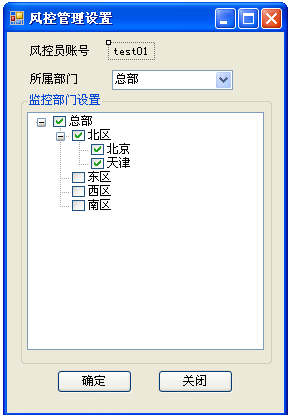 风控管理设置
风控员账号 test01
所属部门 总部
监控部门设置
总部
北区
北京
天津
东区
西区
南区
确定 关闭